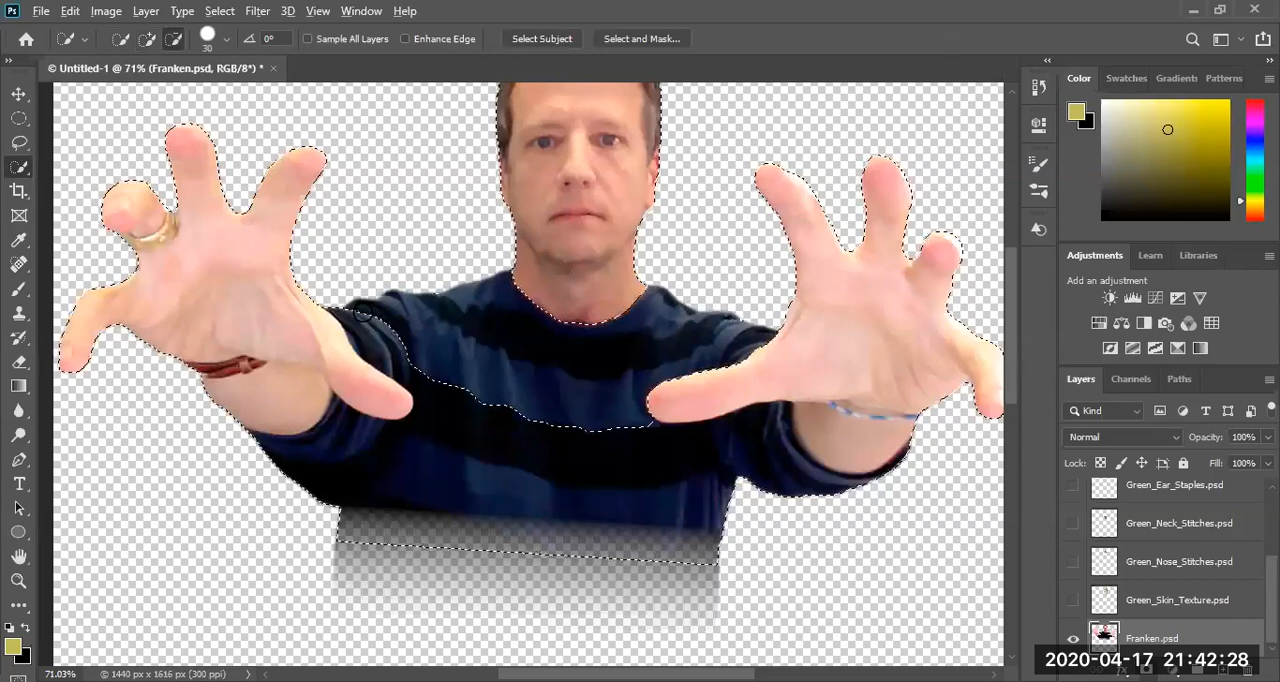 Ps File Edit Image Layer Type Select Filter 3D View Window Help
30 0° Sample All Layers Enhance Edge Select Subject Select and Mask...
© Untitled-1 @ 71% (Franken.psd, RGB/8*) *
Color Swatches Gradients Patterns
Adjustments Learn Libraries
Add an adjustment
Layers Channels Paths
Kind
Normal Opacity: 100%
Lock: Fill: 100%
Green_Ear_Staples.psd
Green_Neck_Stitches.psd
Green_Nose_Stitches.psd
Green_Skin_Texture.psd
Franken.psd
2020-04-17 21:42:28
71.03% © 1440 px x 1616 px (300 ppi)